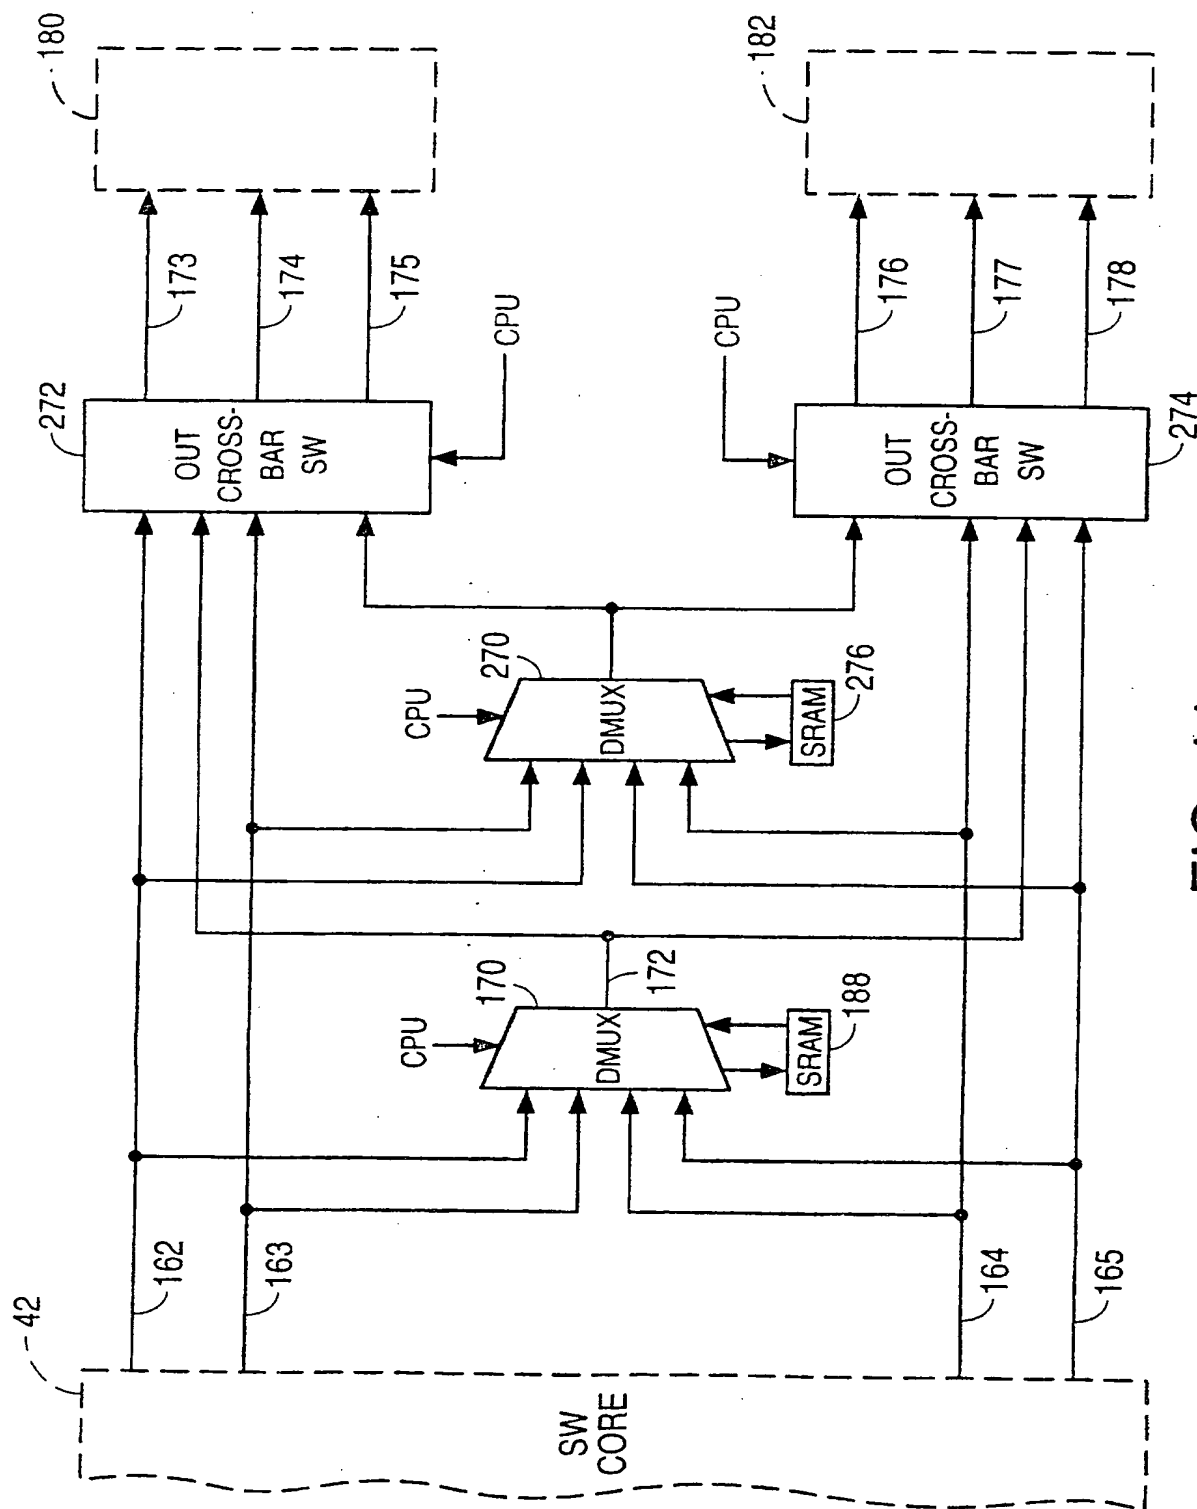 42
SW
CORE
162
163
164
165
CPU
170
DMUX
172
SRAM
188
CPU
270
DMUX
SRAM
276
272
OUT
CROSS-
BAR
SW
CPU
CPU
OUT
CROSS-
BAR
SW
274
173
174
175
176
177
178
180
182